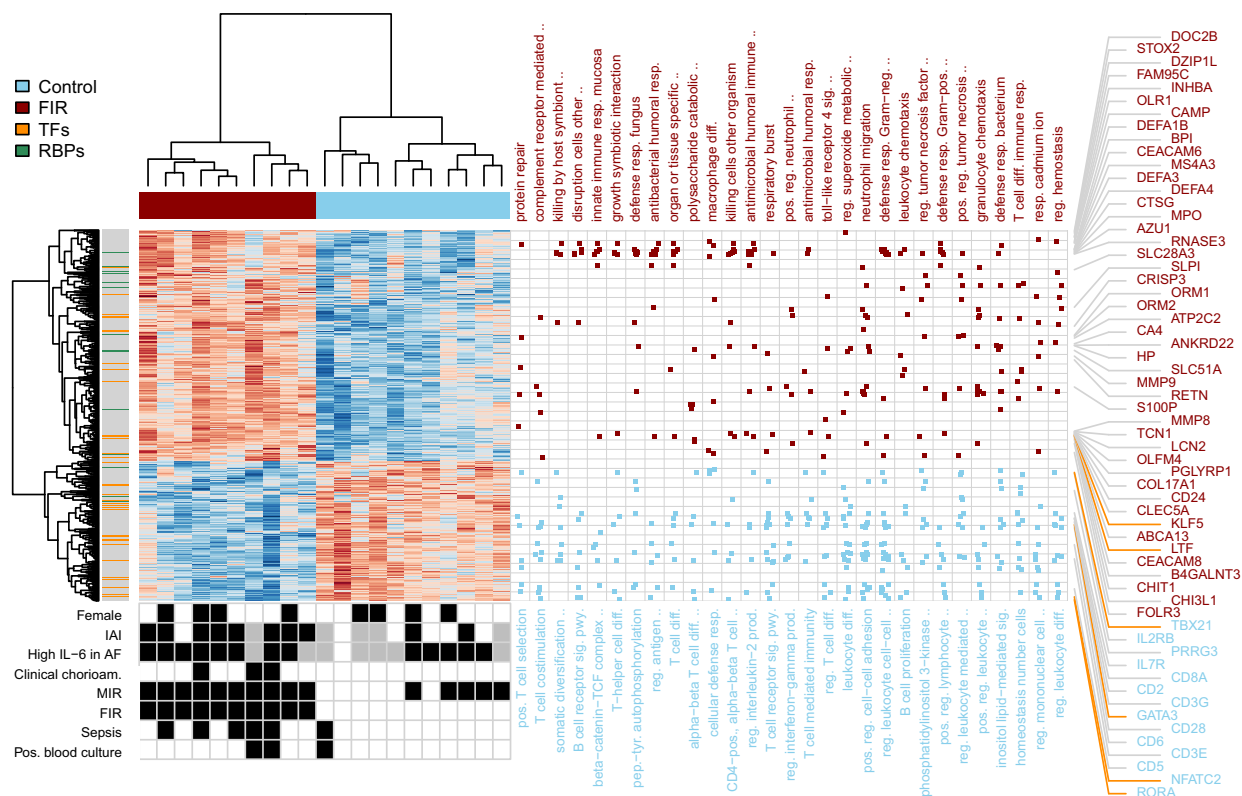 Control
FIR
TFs
RBPs
protein repair
complement receptor mediated ..
killing by host symbiont ..
disruption cells other ..
innate immune resp. mucosa
growth symbiotic interaction
defense resp. fungus
antibacterial humoral resp.
organ or tissue specific ..
polysaccharide catabolic ..
macrophage diff.
killing cells other organism
antimicrobial humoral immune ..
respiratory burst
pos. reg. neutrophil ..
antimicrobial humoral resp.
toll-like receptor 4 sig. ..
reg. superoxide metabolic ..
neutrophil migration
defense resp. Gram-neg. ..
leukocyte chemotaxis
reg. tumor necrosis factor ..
defense resp. Gram-pos. ..
pos. reg. tumor necrosis ..
granulocyte chemotaxis
defense resp. bacterium
T cell diff. immune resp.
resp. cadmium ion
reg. hemostasis
DOC2B
STOX2
DZIP1L
FAM95C
INHBA
OLR1
CAMP
DEFA1B
BPI
CEACAM6
MS4A3
DEFA3
DEFA4
CTSG
MPO
AZU1
RNASE3
SLC28A3
SLPI
CRISP3
ORM1
ORM2
ATP2C2
CA4
ANKRD22
HP
SLC51A
MMP9
RETN
S100P
MMP8
TCN1
LCN2
OLFM4
PGLYRP1
COL17A1
CD24
CLEC5A
KLF5
ABCA13
LTF
CEACAM8
B4GALNT3
CHIT1
CHI3L1
FOLR3
TBX21
IL2RB
PRRG3
IL7R
CD8A
CD2
CD3G
GATA3
CD28
CD6
CD3E
CD5
NFATC2
RORA
Female
IAI
High IL-6 in AF
Clinical chorioam.
MIR
FIR
Sepsis
Pos. blood culture
pos. T cell selection
T cell costimulation
somatic diversification ..
B cell receptor sig. pwy.
beta-catenin-TCF complex ..
T-helper cell diff.
pep.-tyr. autophosphorylation
reg. antigen ..
T cell diff.
alpha-beta T cell diff.
cellular defense resp.
CD4-pos., alpha-beta T cell ..
reg. interleukin-2 prod.
T cell receptor sig. pwy.
reg. interferon-gamma prod.
T cell mediated immunity
reg. T cell diff.
leukocyte diff.
pos. reg. cell-cell adhesion
reg. leukocyte cell-cell ..
B cell proliferation
phosphatidylinositol 3-kinase ..
pos. reg. lymphocyte ..
reg. leukocyte mediated ..
pos. reg. leukocyte ..
inositol lipid-mediated sig.
homeostasis number cells
reg. mononuclear cell ..
reg. leukocyte diff.